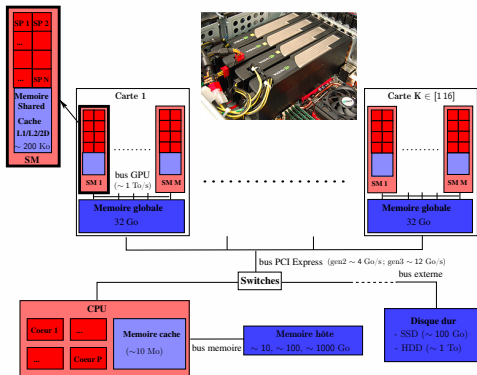 SP 1 SP 2
...
... SP N
Memoire
Shared
Cache
L1/L2/2D
~ 200 Ko
SM
Carte 1
SM 1
SM M
bus GPU
(~ 1 To/s)
Memoire globale
32 Go
Carte K ∈ [1 16]
SM 1
SM M
Memoire globale
32 Go
bus PCI Express (gen2 ~ 4 Go/s ; gen3 ~ 12 Go/s)
Switches
bus externe
CPU
Coeur 1
...
...
Coeur P
Memoire cache
(~10 Mo)
bus memoire
Memoire hôte
~ 10, ~ 100, ~ 1000 Go
Disque dur
- SSD (~ 100 Go)
- HDD (~ 1 To)